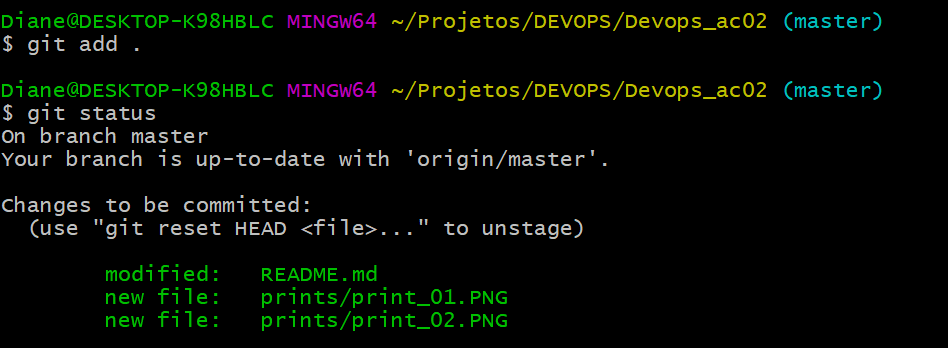 Diane@DESKTOP-K98HBLC MINGW64 ~/Projetos/DEVOPS/Devops_ac02 (master)
$ git add .
Diane@DESKTOP-K98HBLC MINGW64 ~/Projetos/DEVOPS/Devops_ac02 (master)
$ git status
On branch master
Your branch is up-to-date with 'origin/master'.
Changes to be committed:
  (use "git reset HEAD <file>..." to unstage)
        modified:   README.md
        new file:   prints/print_01.PNG
        new file:   prints/print_02.PNG